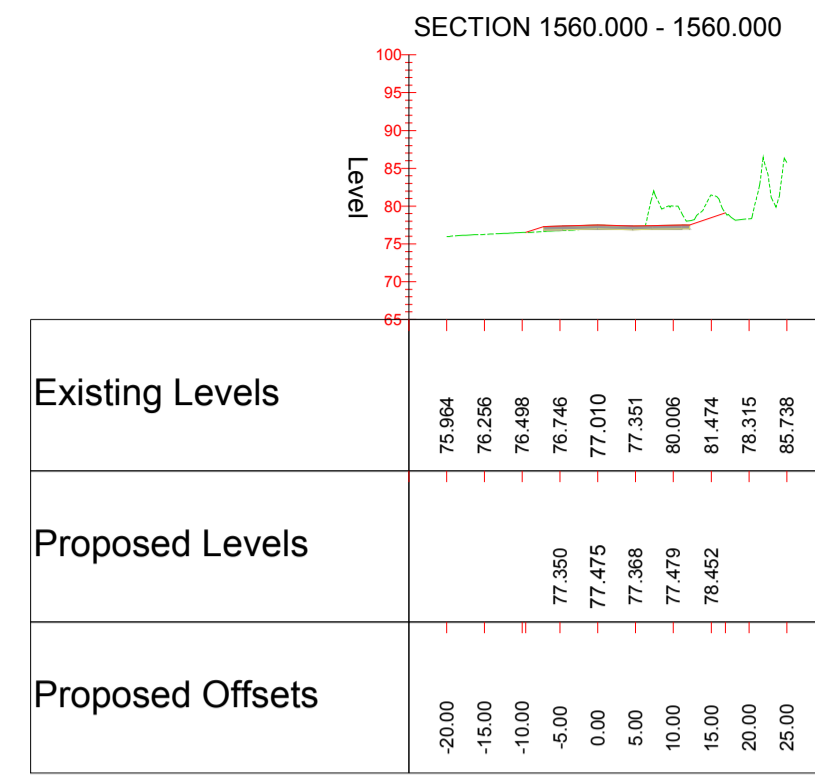 SECTION 1560.000 - 1560.000
100
95
90
85
80
75
70
65
Level
Existing Levels
75.964 76.256 76.498 76.746 77.010 77.351 80.006 81.474 78.315 85.738
Proposed Levels
77.350 77.475 77.368 77.479 78.452
Proposed Offsets
-20.00 -15.00 -10.00 -5.00 0.00 5.00 10.00 15.00 20.00 25.00